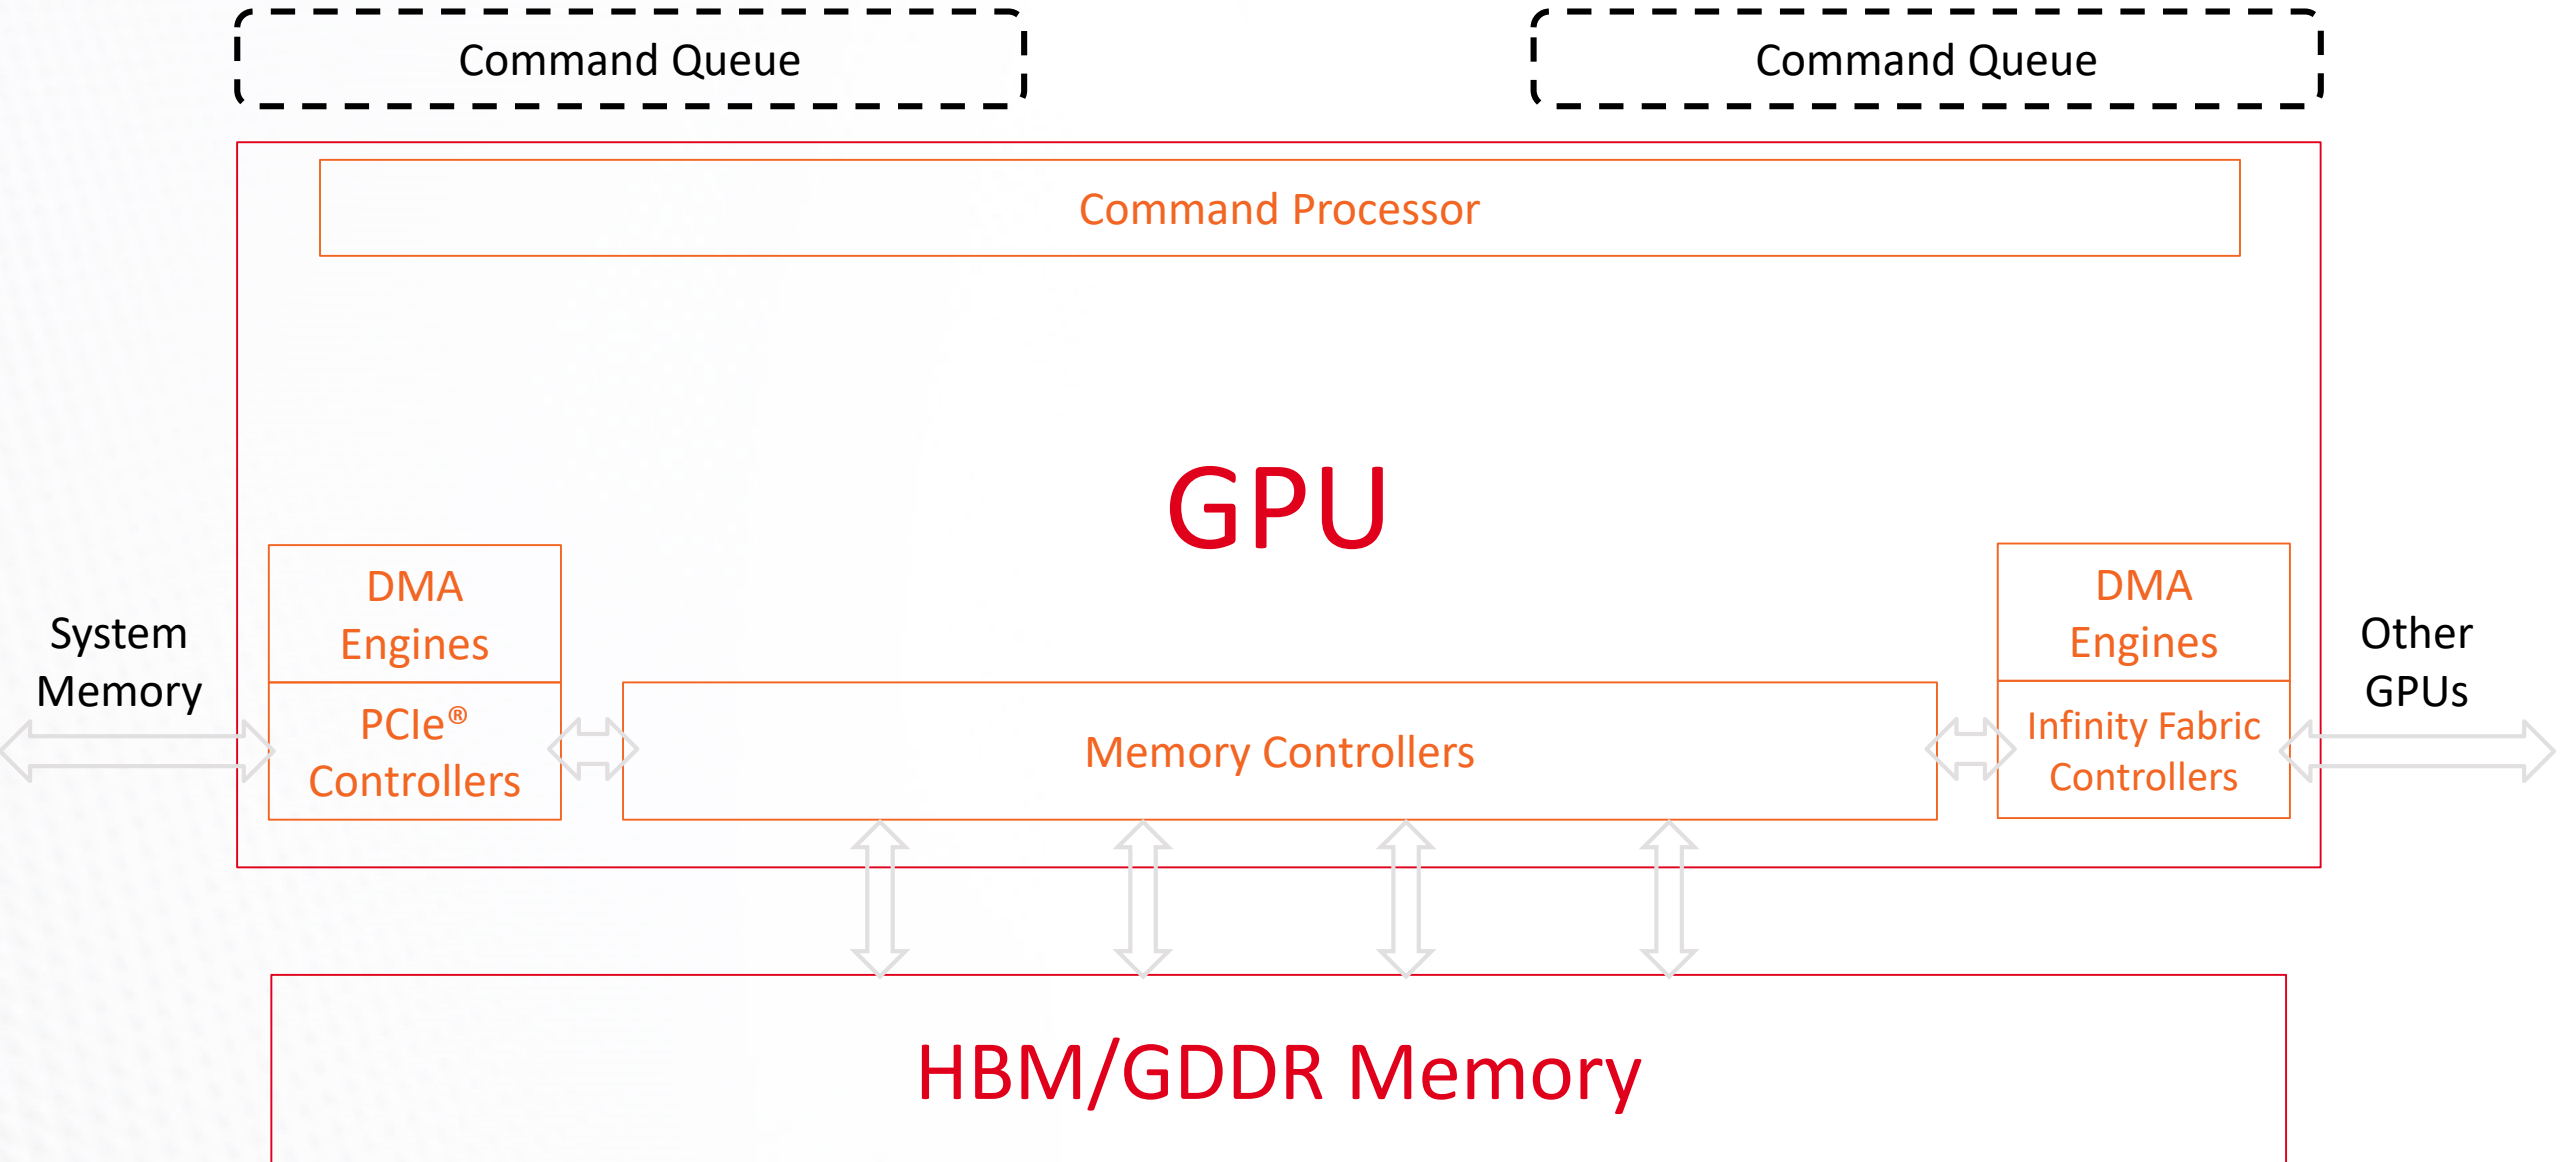 Command Queue
Command Queue
Command Processor
GPU
DMA
Engines
DMA
Engines
System
Memory
Other
GPUs
PCIe®
Controllers
Memory Controllers
Infinity Fabric
Controllers
HBM/GDDR Memory